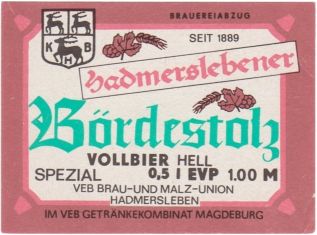 BRAUEREIABZUG
SEIT 1889
K B
H
Hadmerslebener
Bördestolz
VOLLBIER HELL
SPEZIAL 0,5 l EVP 1.00 M
VEB BRAU-UND MALZ-UNION
HADMERSLEBEN
IM VEB GETRÄNKEKOMBINAT MAGDEBURG